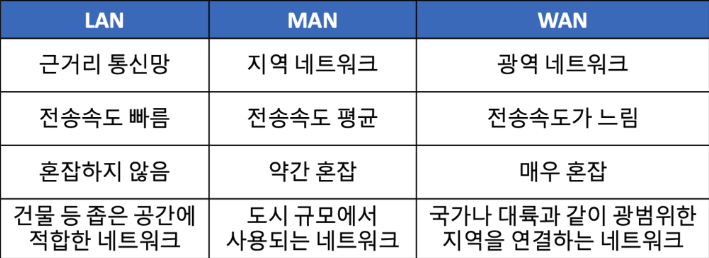 LAN MAN WAN
근거리 통신망 지역 네트워크 광역 네트워크
전송속도 빠름 전송속도 평균 전송속도가 느림
혼잡하지 않음 약간 혼잡 매우 혼잡
건물 등 좁은 공간에 도시 규모에서 국가나 대륙과 같이 광범위한
적합한 네트워크 사용되는 네트워크 지역을 연결하는 네트워크